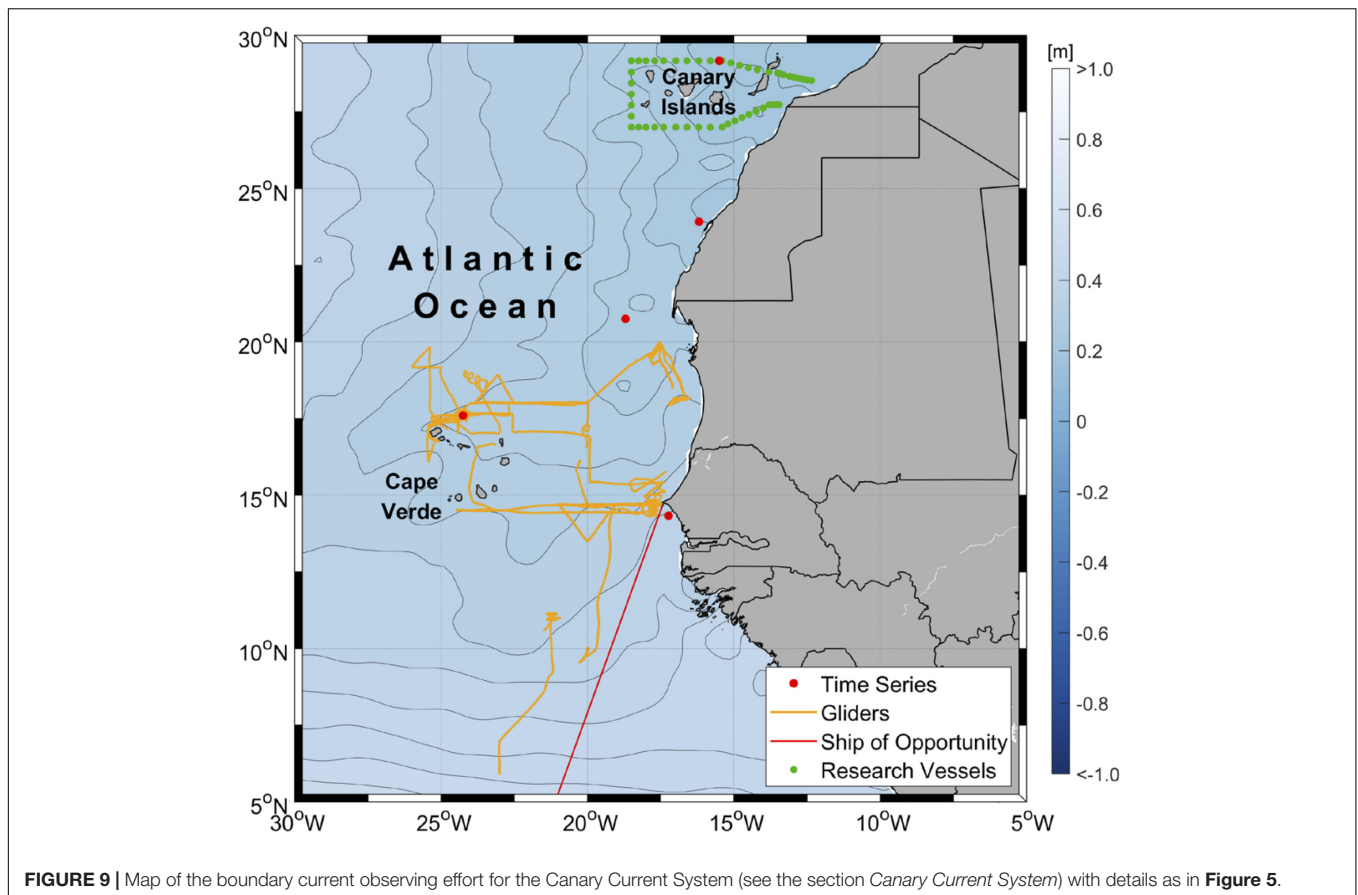 30°N
25°N
20°N
15°N
10°N
5°N
30°W
25°W
20°W
15°W
10°W
5°W
Canary
Islands
Atlantic
Ocean
Cape
Verde
Time Series
Gliders
Ship of Opportunity
Research Vessels
[m]
>1.0
0.8
0.6
0.4
0.2
0
-0.2
-0.4
-0.6
-0.8
<-1.0
FIGURE 9 | Map of the boundary current observing effort for the Canary Current System (see the section Canary Current System) with details as in Figure 5.